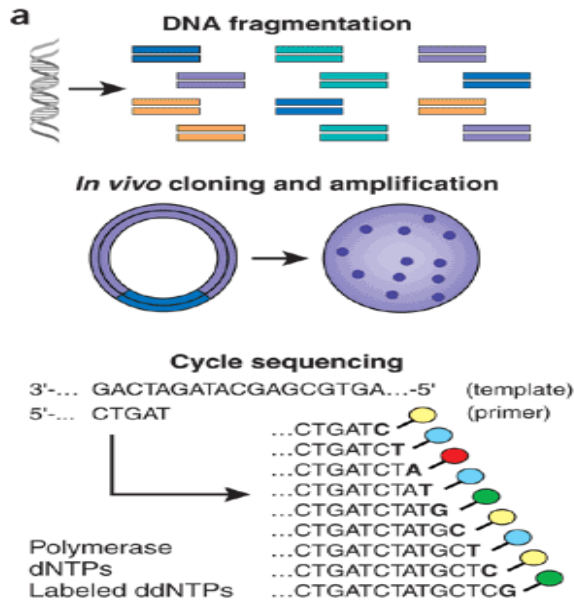 a
DNA fragmentation
In vivo cloning and amplification
Cycle sequencing
3'-... GACTAGATACGAGCGTGA...-5' (template)
5'-... CTGAT (primer)
...CTGATC
...CTGATCT
...CTGATCTA
...CTGATCTAT
...CTGATCTATG
...CTGATCTATGC
...CTGATCTATGCT
...CTGATCTATGCTC
...CTGATCTATGCTCG
Polymerase
dNTPs
Labeled ddNTPs